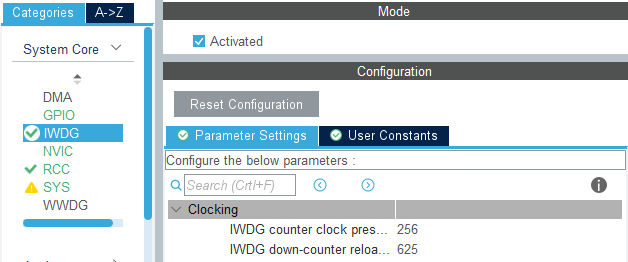 Categories A->Z
System Core
DMA
GPIO
IWDG
NVIC
RCC
SYS
WWDG
Mode
Activated
Configuration
Reset Configuration
Parameter Settings User Constants
Configure the below parameters :
Search (Crtl+F)
Clocking
IWDG counter clock pres... 256
IWDG down-counter reloa... 625